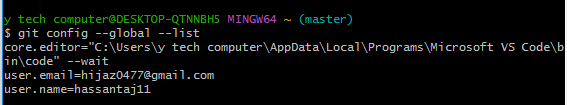 y tech computer@DESKTOP-QTNNBH5 MINGW64 ~ (master)
$ git config --global --list
core.editor="C:\Users\y tech computer\AppData\Local\Programs\Microsoft VS Code\b
in\code" --wait
user.email=hijaz0477@gmail.com
user.name=hassantaj11